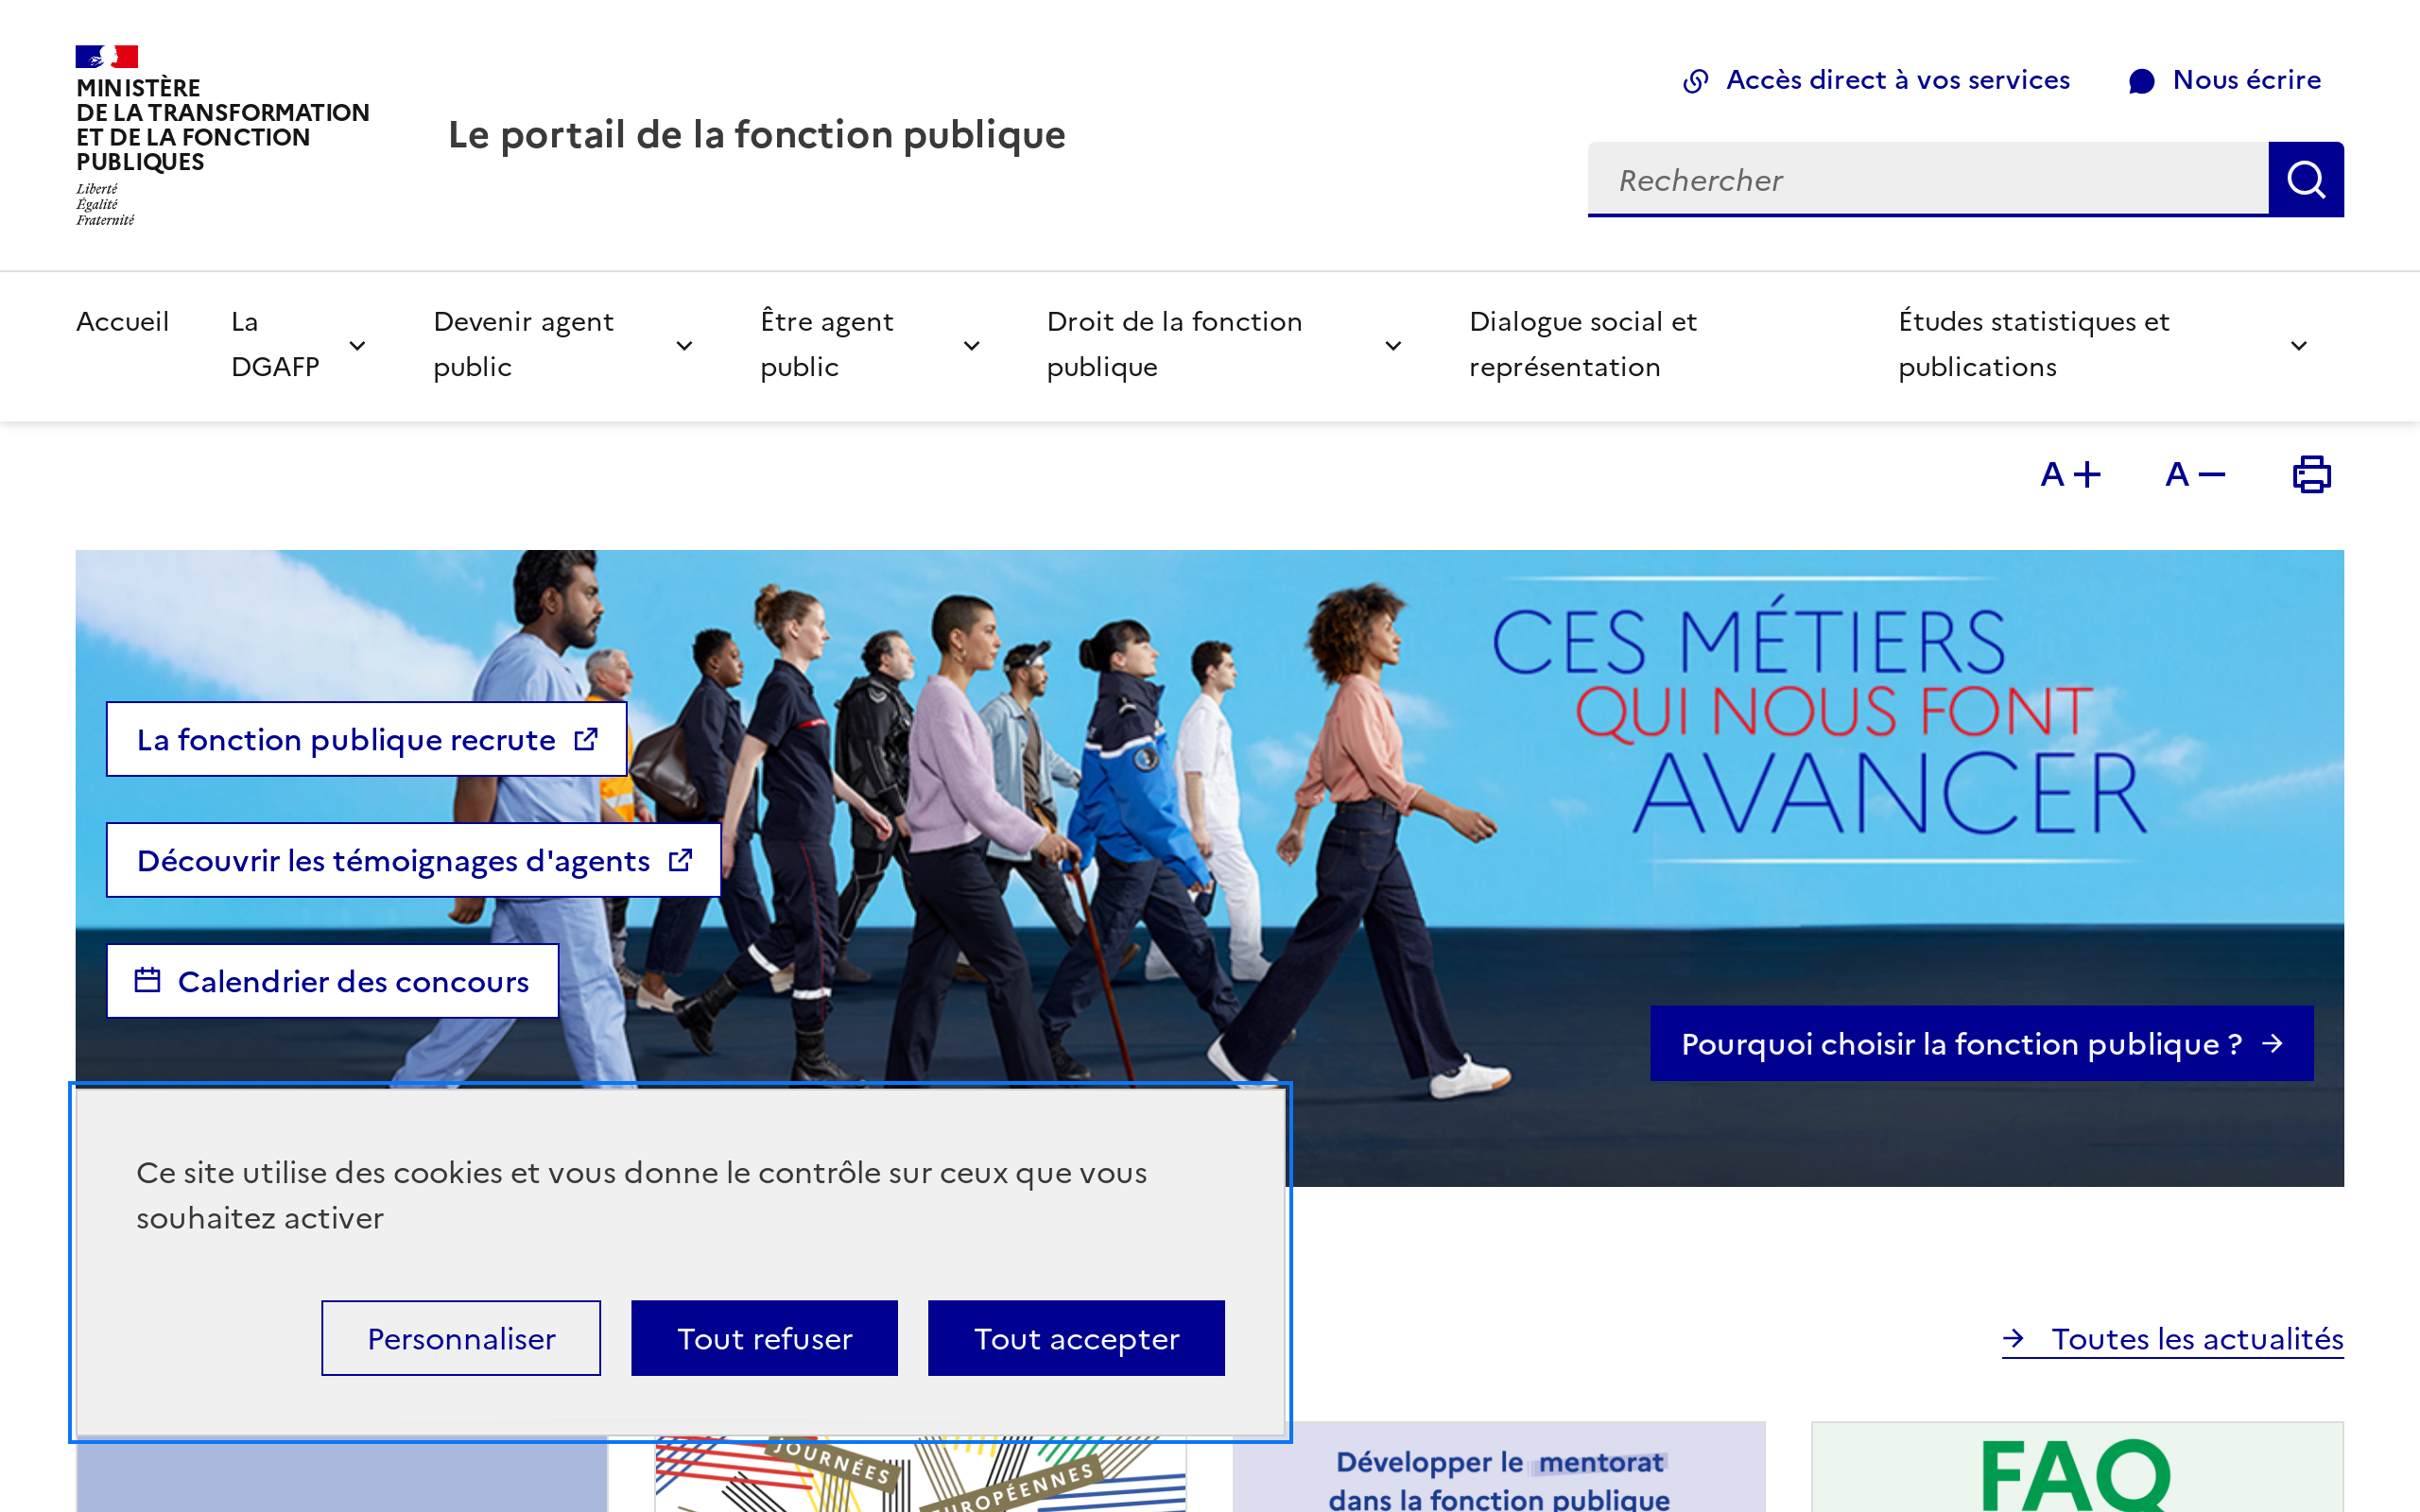 MINISTÈRE
DE LA TRANSFORMATION
ET DE LA FONCTION
PUBLIQUES
Liberté
Égalité
Fraternité
Le portail de la fonction publique
Accès direct à vos services
Nous écrire
Rechercher
Accueil
La
DGAFP
Devenir agent
public
Être agent
public
Droit de la fonction
publique
Dialogue social et
représentation
Études statistiques et
publications
A+
A−
CES MÉTIERS
QUI NOUS FONT
AVANCER
La fonction publique recrute
Découvrir les témoignages d'agents
Calendrier des concours
Pourquoi choisir la fonction publique ?
Ce site utilise des cookies et vous donne le contrôle sur ceux que vous
souhaitez activer
Personnaliser
Tout refuser
Tout accepter
Toutes les actualités
JOURNÉES
Développer le mentorat
dans la fonction publique
FAQ